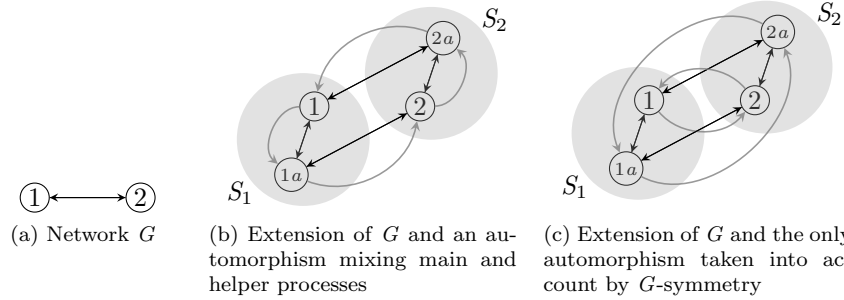 1 2
(a) Network G
S1 S2
1 1a 2 2a
(b) Extension of G and an au-
tomorphism mixing main and
helper processes
S1 S2
1 1a 2 2a
(c) Extension of G and the only
automorphism taken into ac
count by G-symmetry